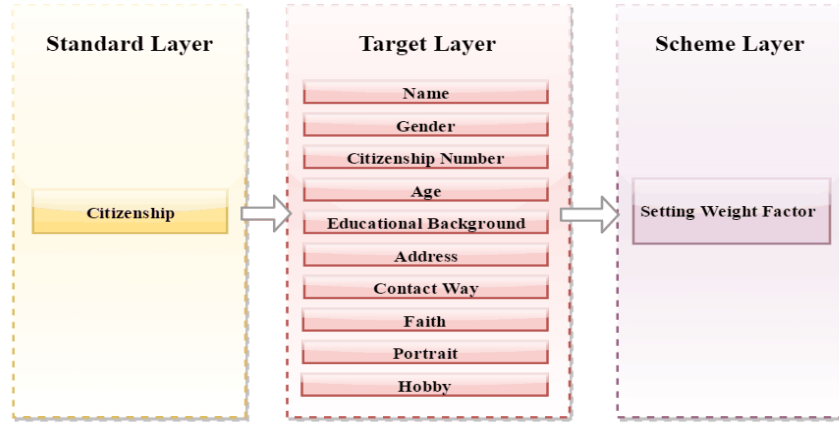 Standard Layer
Citizenship
Target Layer
Name
Gender
Citizenship Number
Age
Educational Background
Address
Contact Way
Faith
Portrait
Hobby
Scheme Layer
Setting Weight Factor